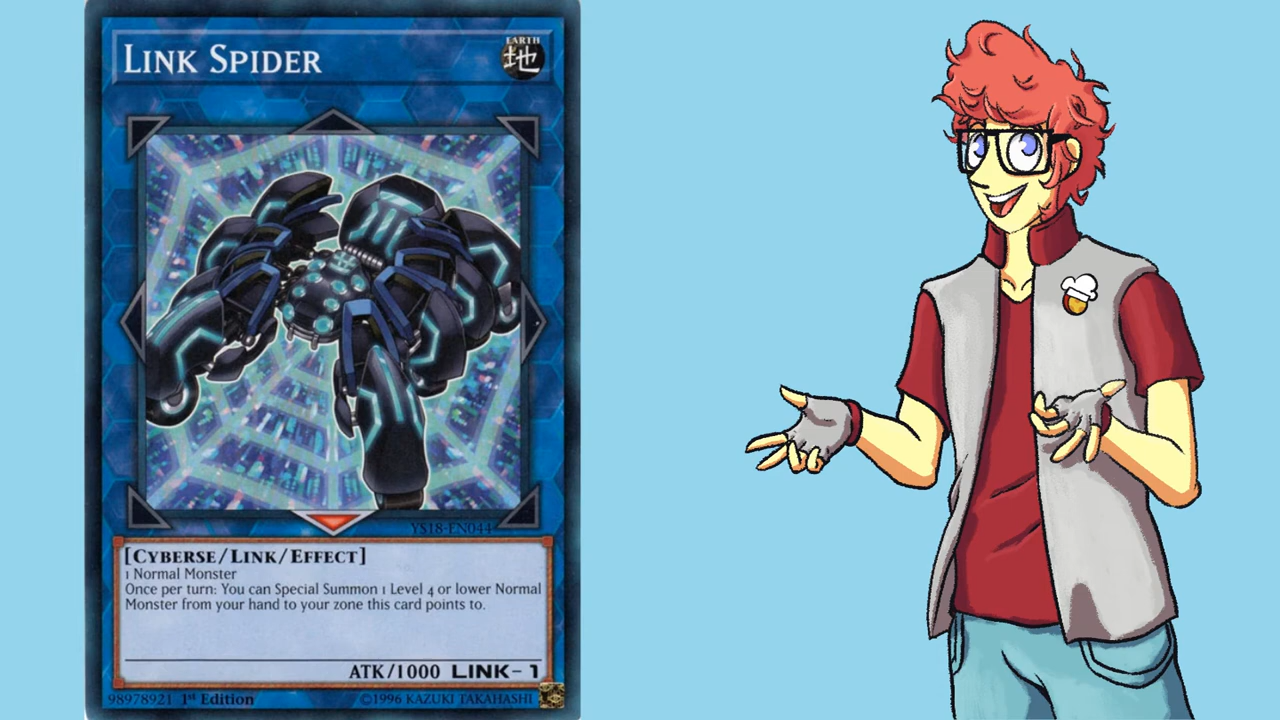 LINK SPIDER
EARTH
地
YS18-EN044
[CYBERSE/LINK/EFFECT]
1 Normal Monster
Once per turn: You can Special Summon 1 Level 4 or lower Normal
Monster from your hand to your zone this card points to.
ATK/1000 LINK-1
98978921 1st Edition ©1996 KAZUKI TAKAHASHI